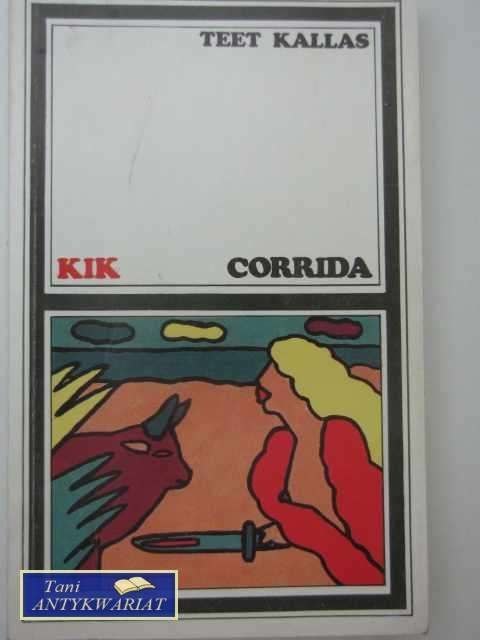 TEET KALLAS
KIK CORRIDA
Tani
ANTYKWARIAT